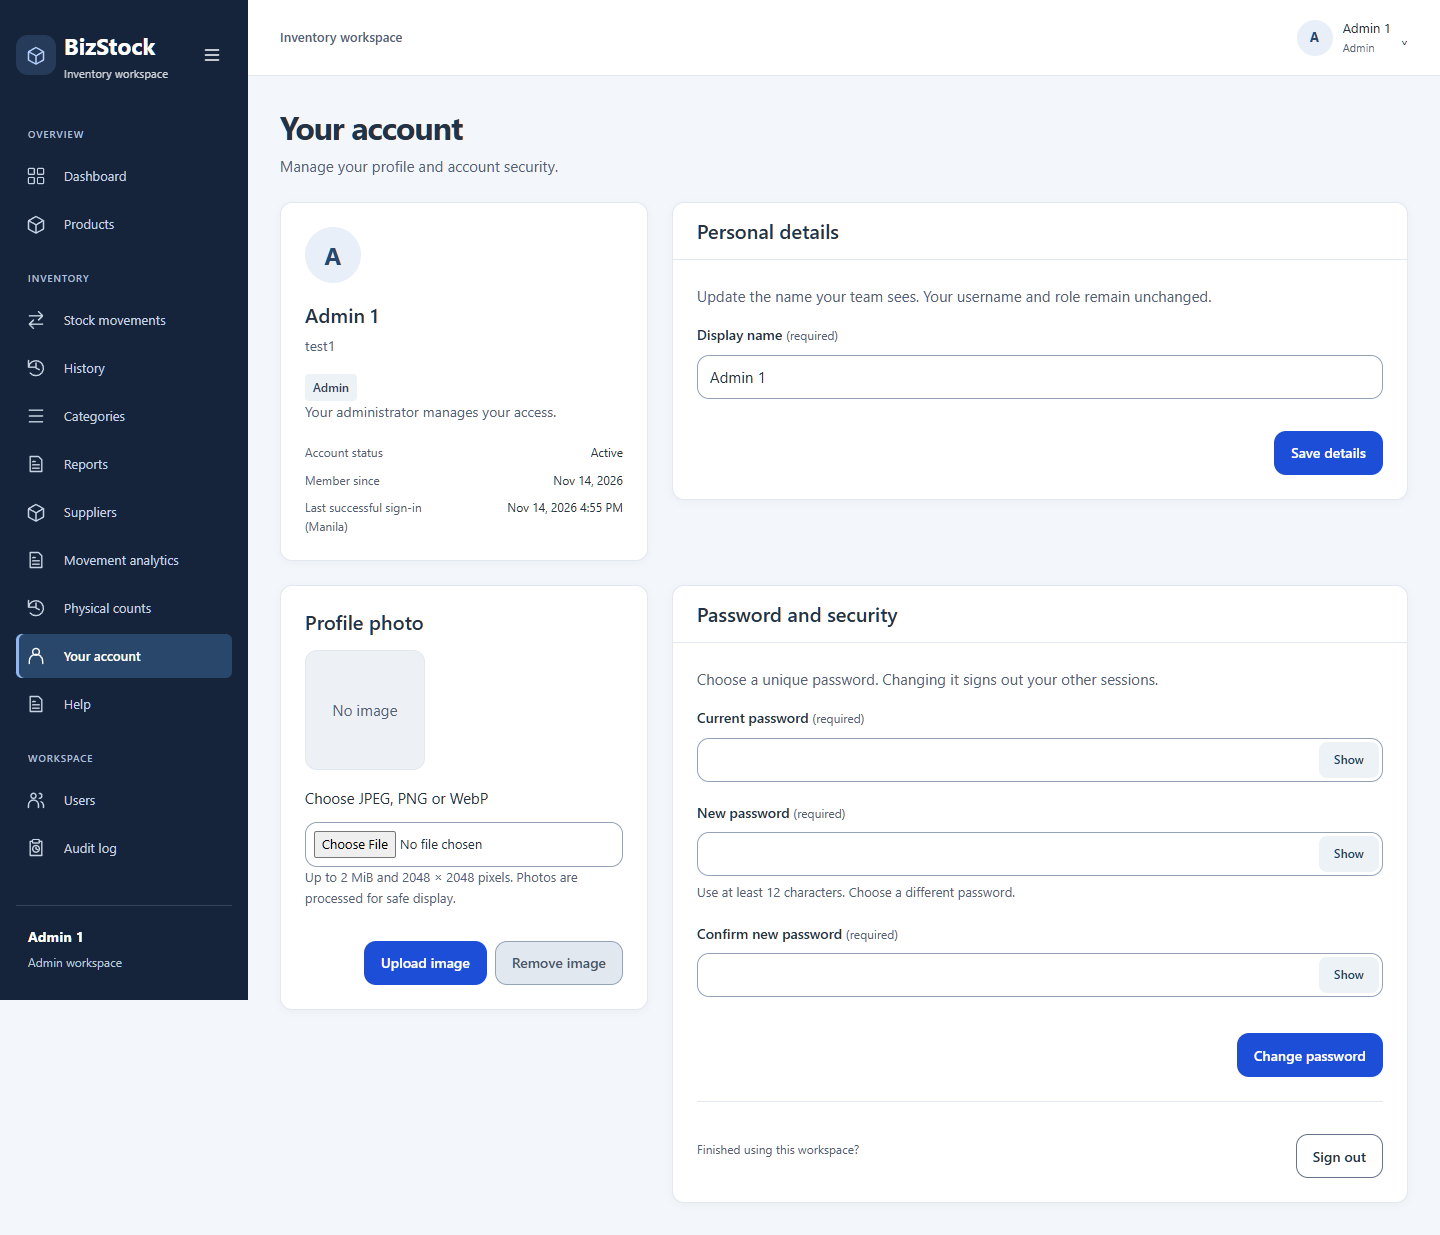 BizStock
Inventory workspace
OVERVIEW
Dashboard
Products
INVENTORY
Stock movements
History
Categories
Reports
Suppliers
Movement analytics
Physical counts
Your account
Help
WORKSPACE
Users
Audit log
Admin 1
Admin workspace
Inventory workspace
A
Admin 1
Admin
Your account
Manage your profile and account security.
A
Admin 1
test1
Admin
Your administrator manages your access.
Account status Active
Member since Nov 14, 2026
Last successful sign-in Nov 14, 2026 4:55 PM
(Manila)
Personal details
Update the name your team sees. Your username and role remain unchanged.
Display name (required)
Admin 1
Save details
Profile photo
No image
Choose JPEG, PNG or WebP
Choose File No file chosen
Up to 2 MiB and 2048 × 2048 pixels. Photos are
processed for safe display.
Upload image Remove image
Password and security
Choose a unique password. Changing it signs out your other sessions.
Current password (required)
Show
New password (required)
Show
Use at least 12 characters. Choose a different password.
Confirm new password (required)
Show
Change password
Finished using this workspace?
Sign out